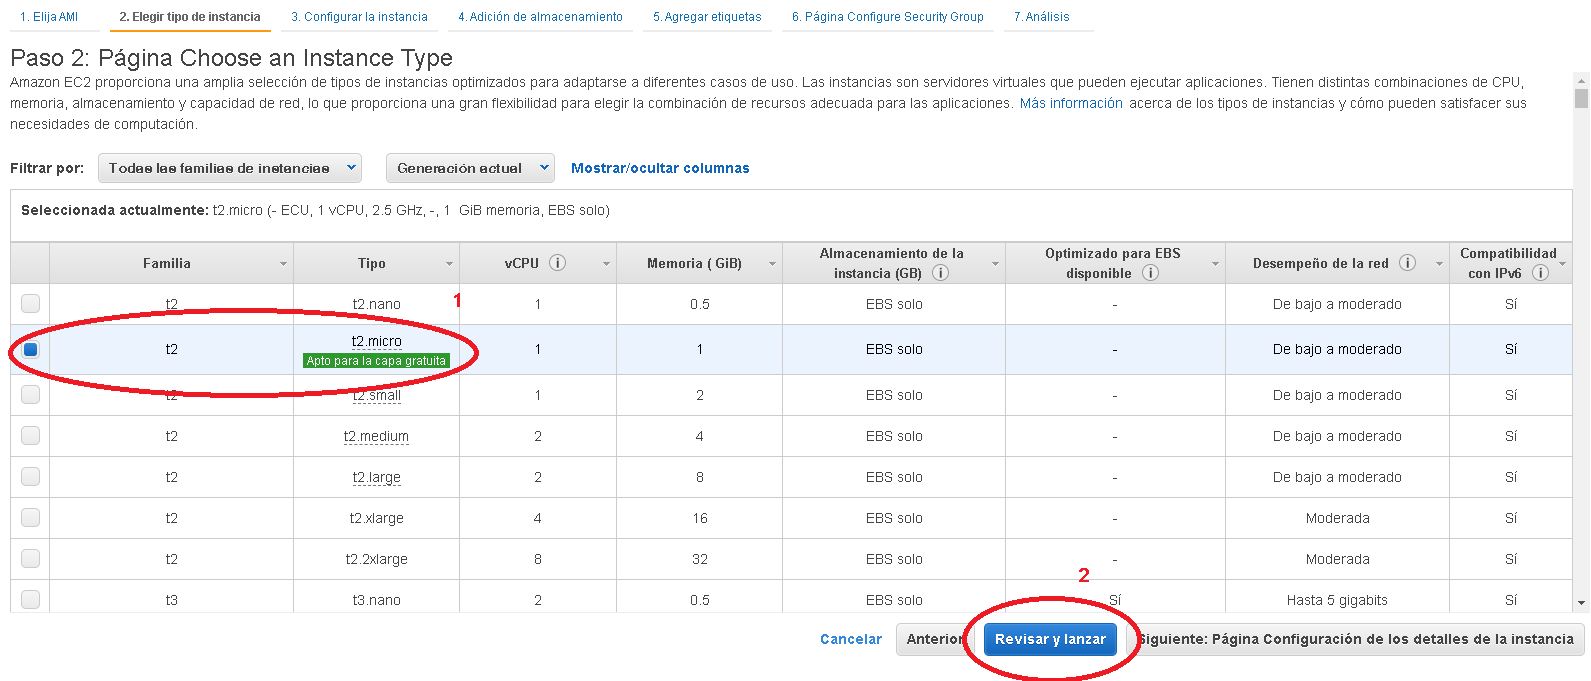 1. Elija AMI 2. Elegir tipo de instancia 3. Configurar la instancia 4. Adición de almacenamiento 5. Agregar etiquetas 6. Página Configure Security Group 7. Análisis
Paso 2: Página Choose an Instance Type
Amazon EC2 proporciona una amplia selección de tipos de instancias optimizados para adaptarse a diferentes casos de uso. Las instancias son servidores virtuales que pueden ejecutar aplicaciones. Tienen distintas combinaciones de CPU,
memoria, almacenamiento y capacidad de red, lo que proporciona una gran flexibilidad para elegir la combinación de recursos adecuada para las aplicaciones. Más información acerca de los tipos de instancias y cómo pueden satisfacer sus
necesidades de computación.
Filtrar por: Todas las familias de instancias Generación actual Mostrar/ocultar columnas
Seleccionada actualmente: t2.micro (- ECU, 1 vCPU, 2.5 GHz, -, 1 GiB memoria, EBS solo)
Familia Tipo vCPU i Memoria ( GiB) Almacenamiento de la instancia (GB) i Optimizado para EBS disponible i Desempeño de la red i Compatibilidad con IPv6 i
t2 t2.nano 1 0.5 EBS solo - De bajo a moderado Sí
1
t2 t2.micro Apto para la capa gratuita 1 1 EBS solo - De bajo a moderado Sí
t2 t2.small 1 2 EBS solo - De bajo a moderado Sí
t2 t2.medium 2 4 EBS solo - De bajo a moderado Sí
t2 t2.large 2 8 EBS solo - De bajo a moderado Sí
t2 t2.xlarge 4 16 EBS solo - Moderada Sí
t2 t2.2xlarge 8 32 EBS solo - Moderada Sí
2
t3 t3.nano 2 0.5 EBS solo Sí Hasta 5 gigabits Sí
Cancelar Anterior Revisar y lanzar Siguiente: Página Configuración de los detalles de la instancia